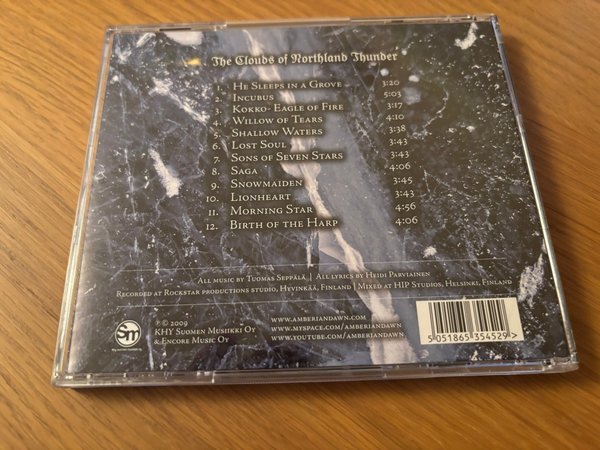 The Clouds of Northland Thunder
1. He Sleeps in a Grove 3:20
2. Incubus 5:03
3. Kokko- Eagle of Fire 3:17
4. Willow of Tears 4:10
5. Shallow Waters 3:38
6. Lost Soul 3:43
7. Sons of Seven Stars 3:43
8. Saga 4:06
9. Snowmaiden 3:45
10. Lionheart 3:43
11. Morning Star 4:56
12. Birth of the Harp 4:06
All music by Tuomas Seppälä | All lyrics by Heidi Parviainen
Recorded at Rockstar productions studio, Hevinkää, Finland | Mixed at HIP Studios, Helsinki, Finland
Sm
℗ © 2009
KHY Suomen Musiikki Oy
& Encore Music Oy
www.amberiandawn.com
www.myspace.com/amberiandawn
www.youtube.com/amberiandawn
5 051865 354529 >